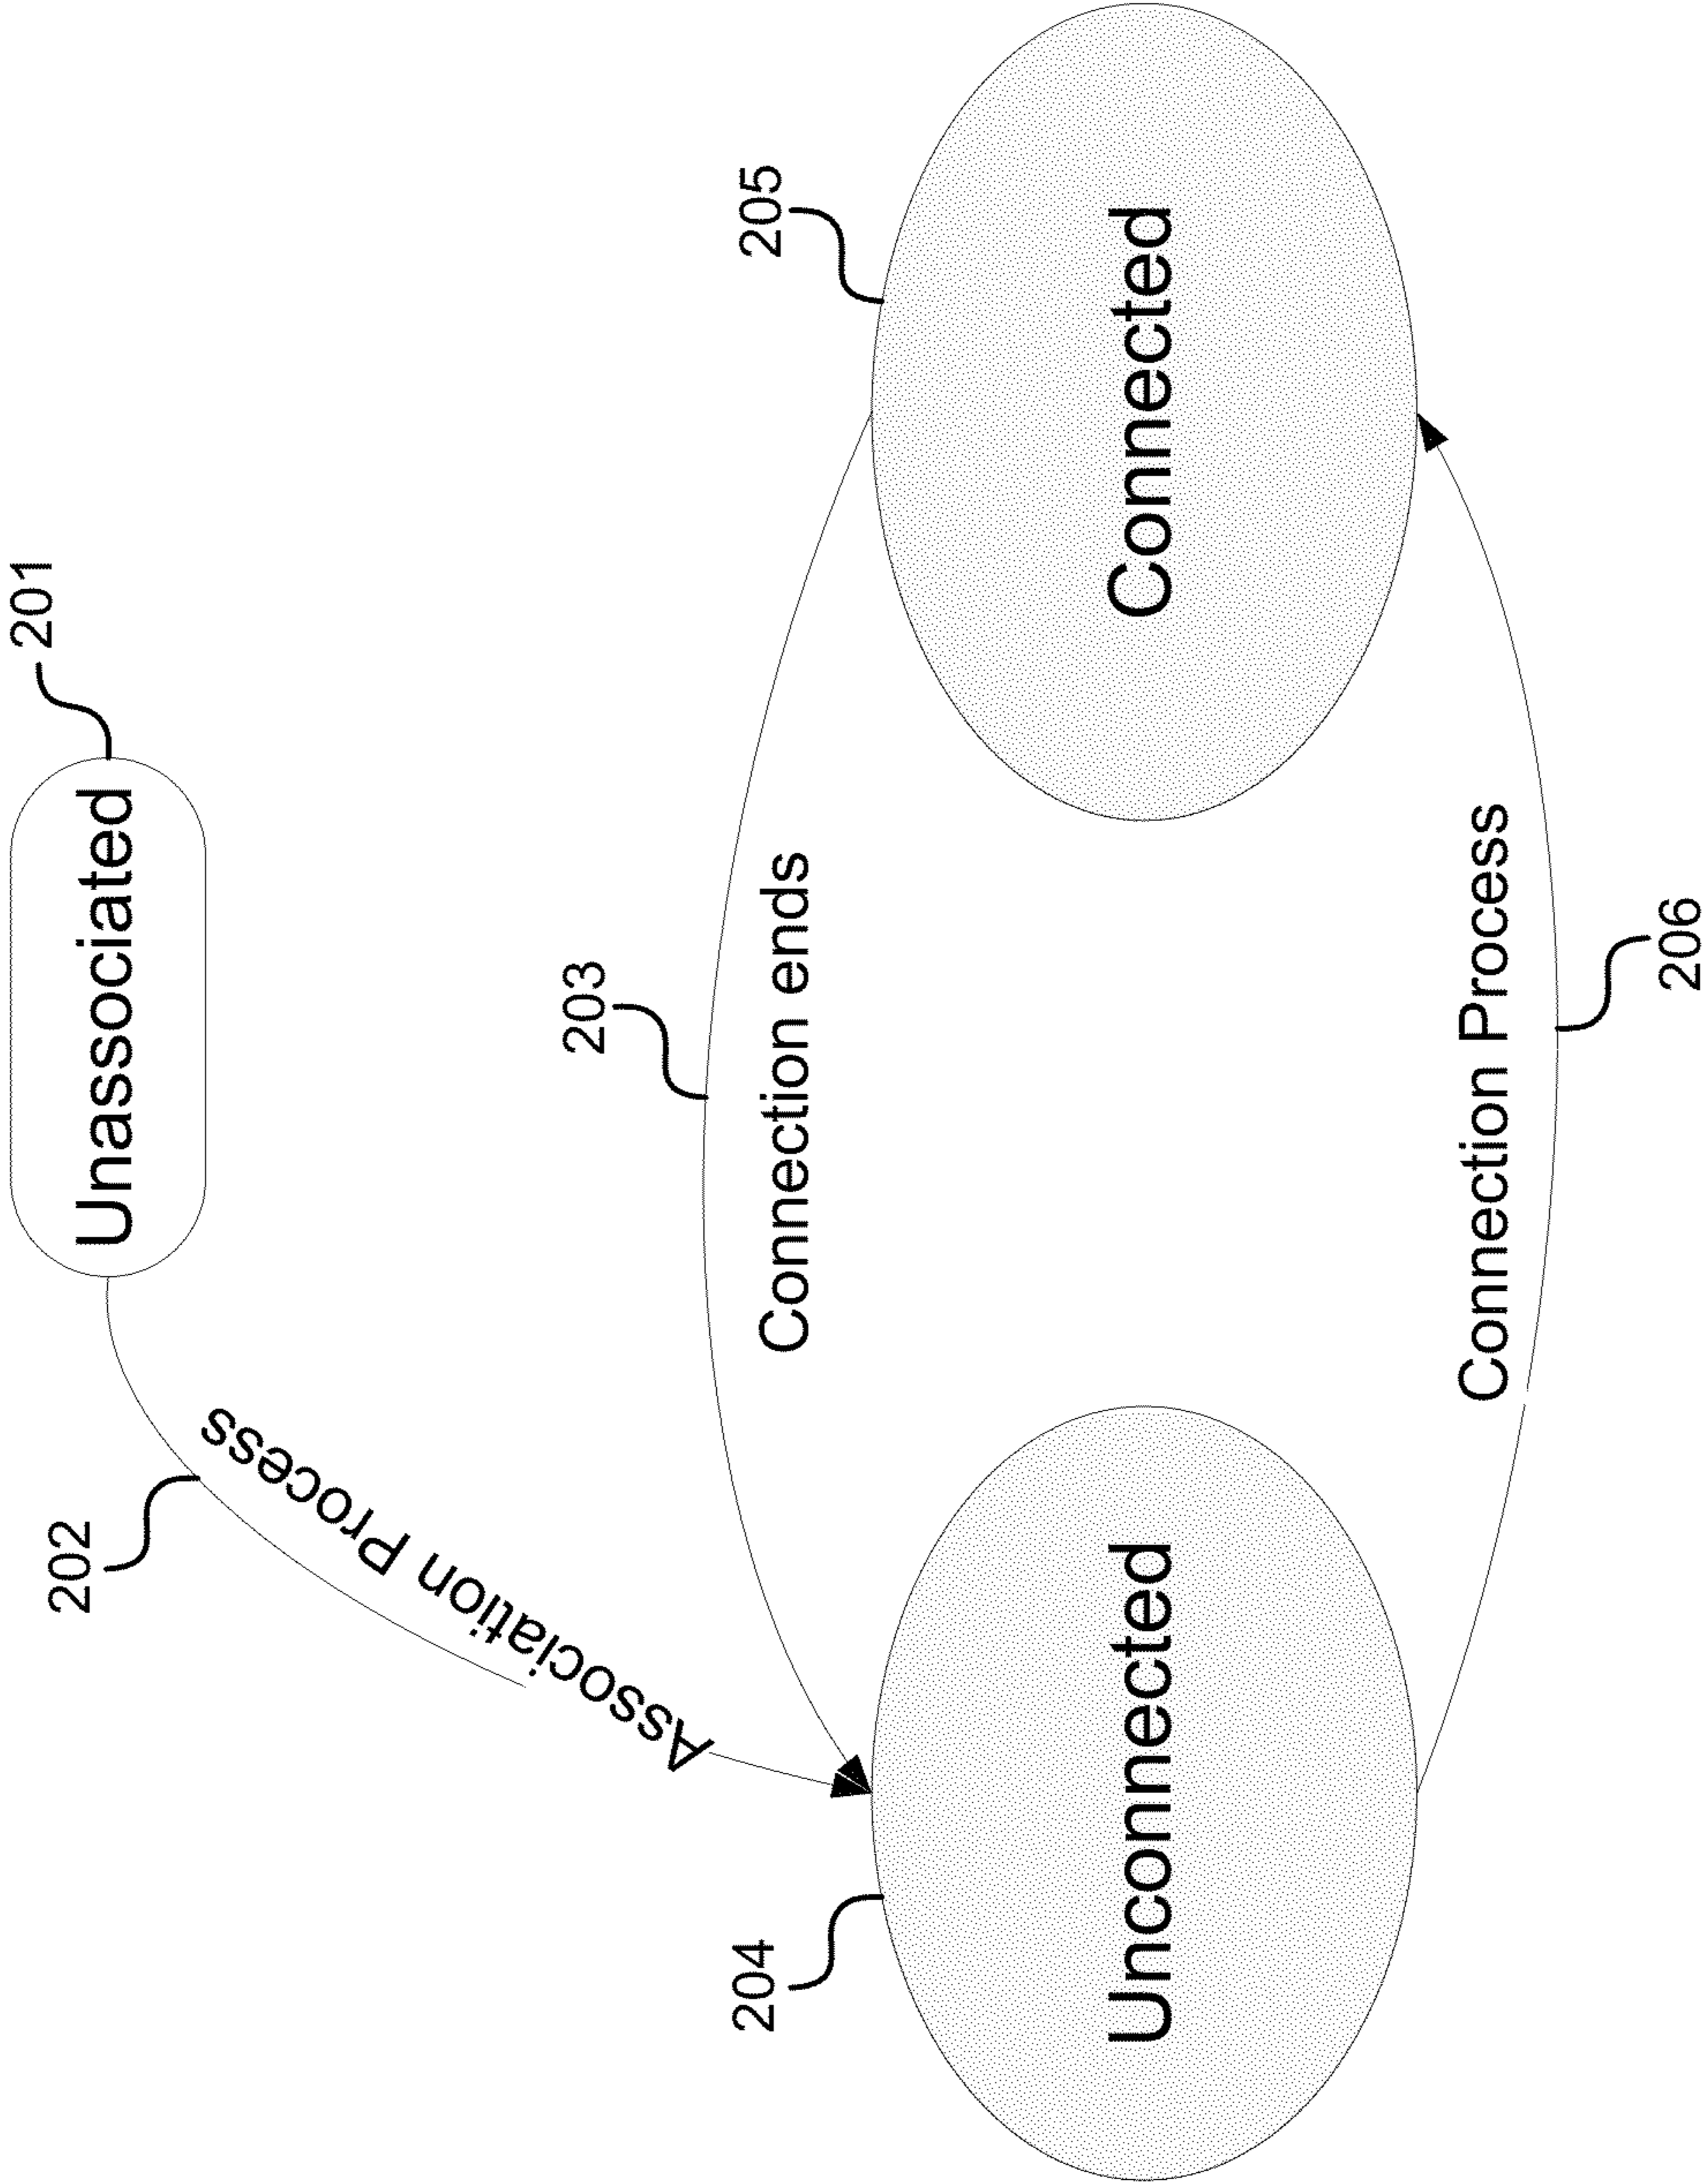 Unassociated
201
202
Association Process
203
Connection ends
204
Unconnected
205
Connected
Connection Process
206